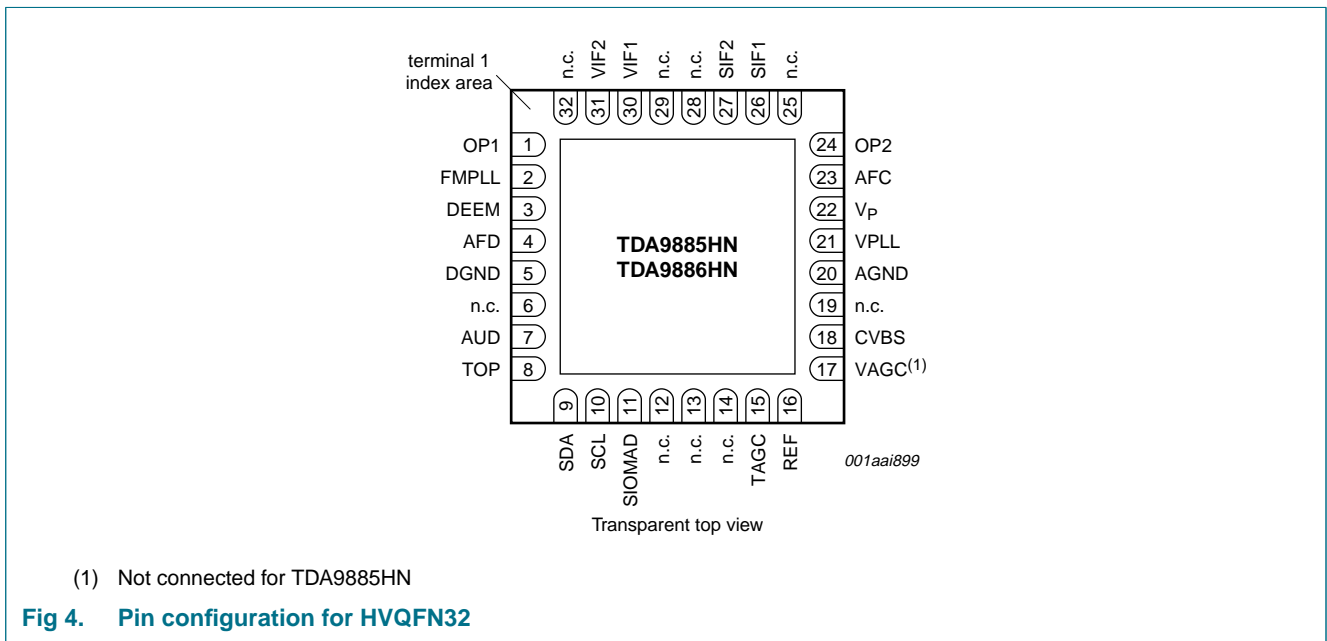 terminal 1
index area
n.c.
VIF2
VIF1
n.c.
n.c.
SIF2
SIF1
n.c.
32
31
30
29
28
27
26
25
OP1 1
FMPLL 2
DEEM 3
AFD 4
DGND 5
n.c. 6
AUD 7
TOP 8
TDA9885HN
TDA9886HN
24 OP2
23 AFC
22 VP
21 VPLL
20 AGND
19 n.c.
18 CVBS
17 VAGC(1)
9
10
11
12
13
14
15
16
SDA
SCL
SIOMAD
n.c.
n.c.
n.c.
TAGC
REF
001aai899
Transparent top view
(1) Not connected for TDA9885HN
Fig 4. Pin configuration for HVQFN32